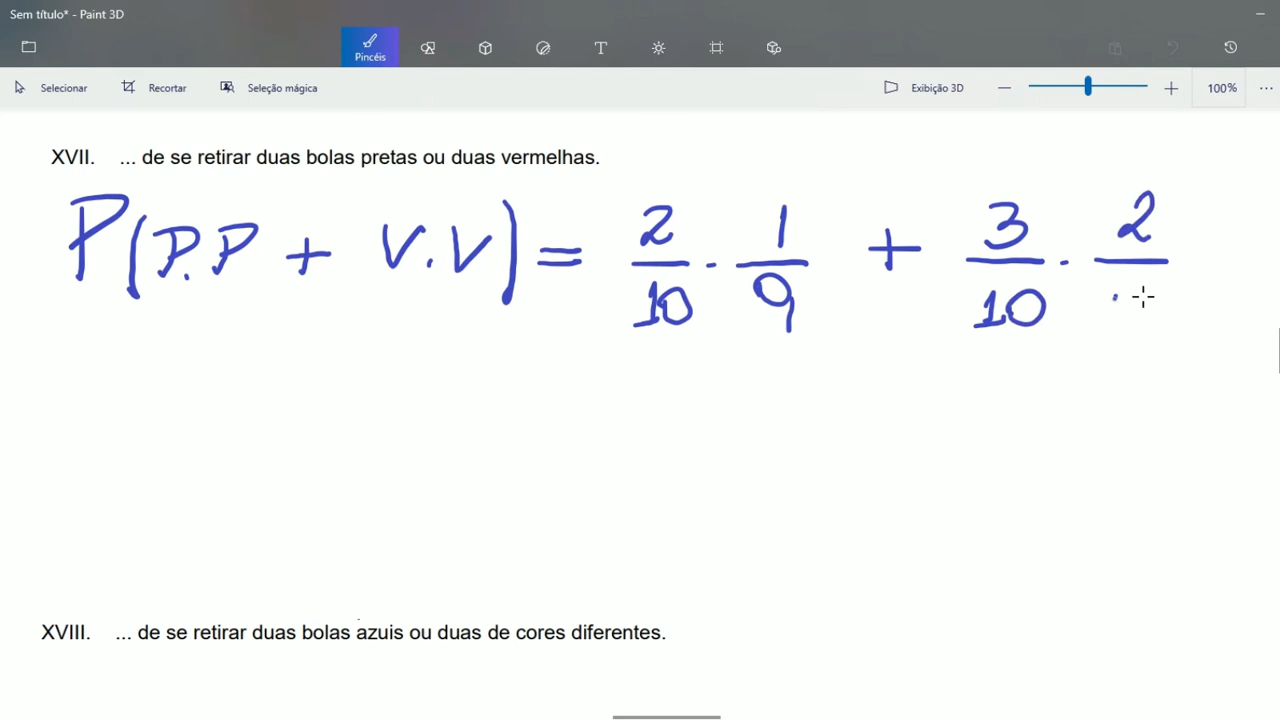 Sem título* - Paint 3D
Pincéis
Selecionar Recortar Seleção mágica Exibição 3D 100%
XVII. ... de se retirar duas bolas pretas ou duas vermelhas.
P(P.P + V.V) = 2/10 . 1/9 + 3/10 . 2/
XVIII. ... de se retirar duas bolas azuis ou duas de cores diferentes.